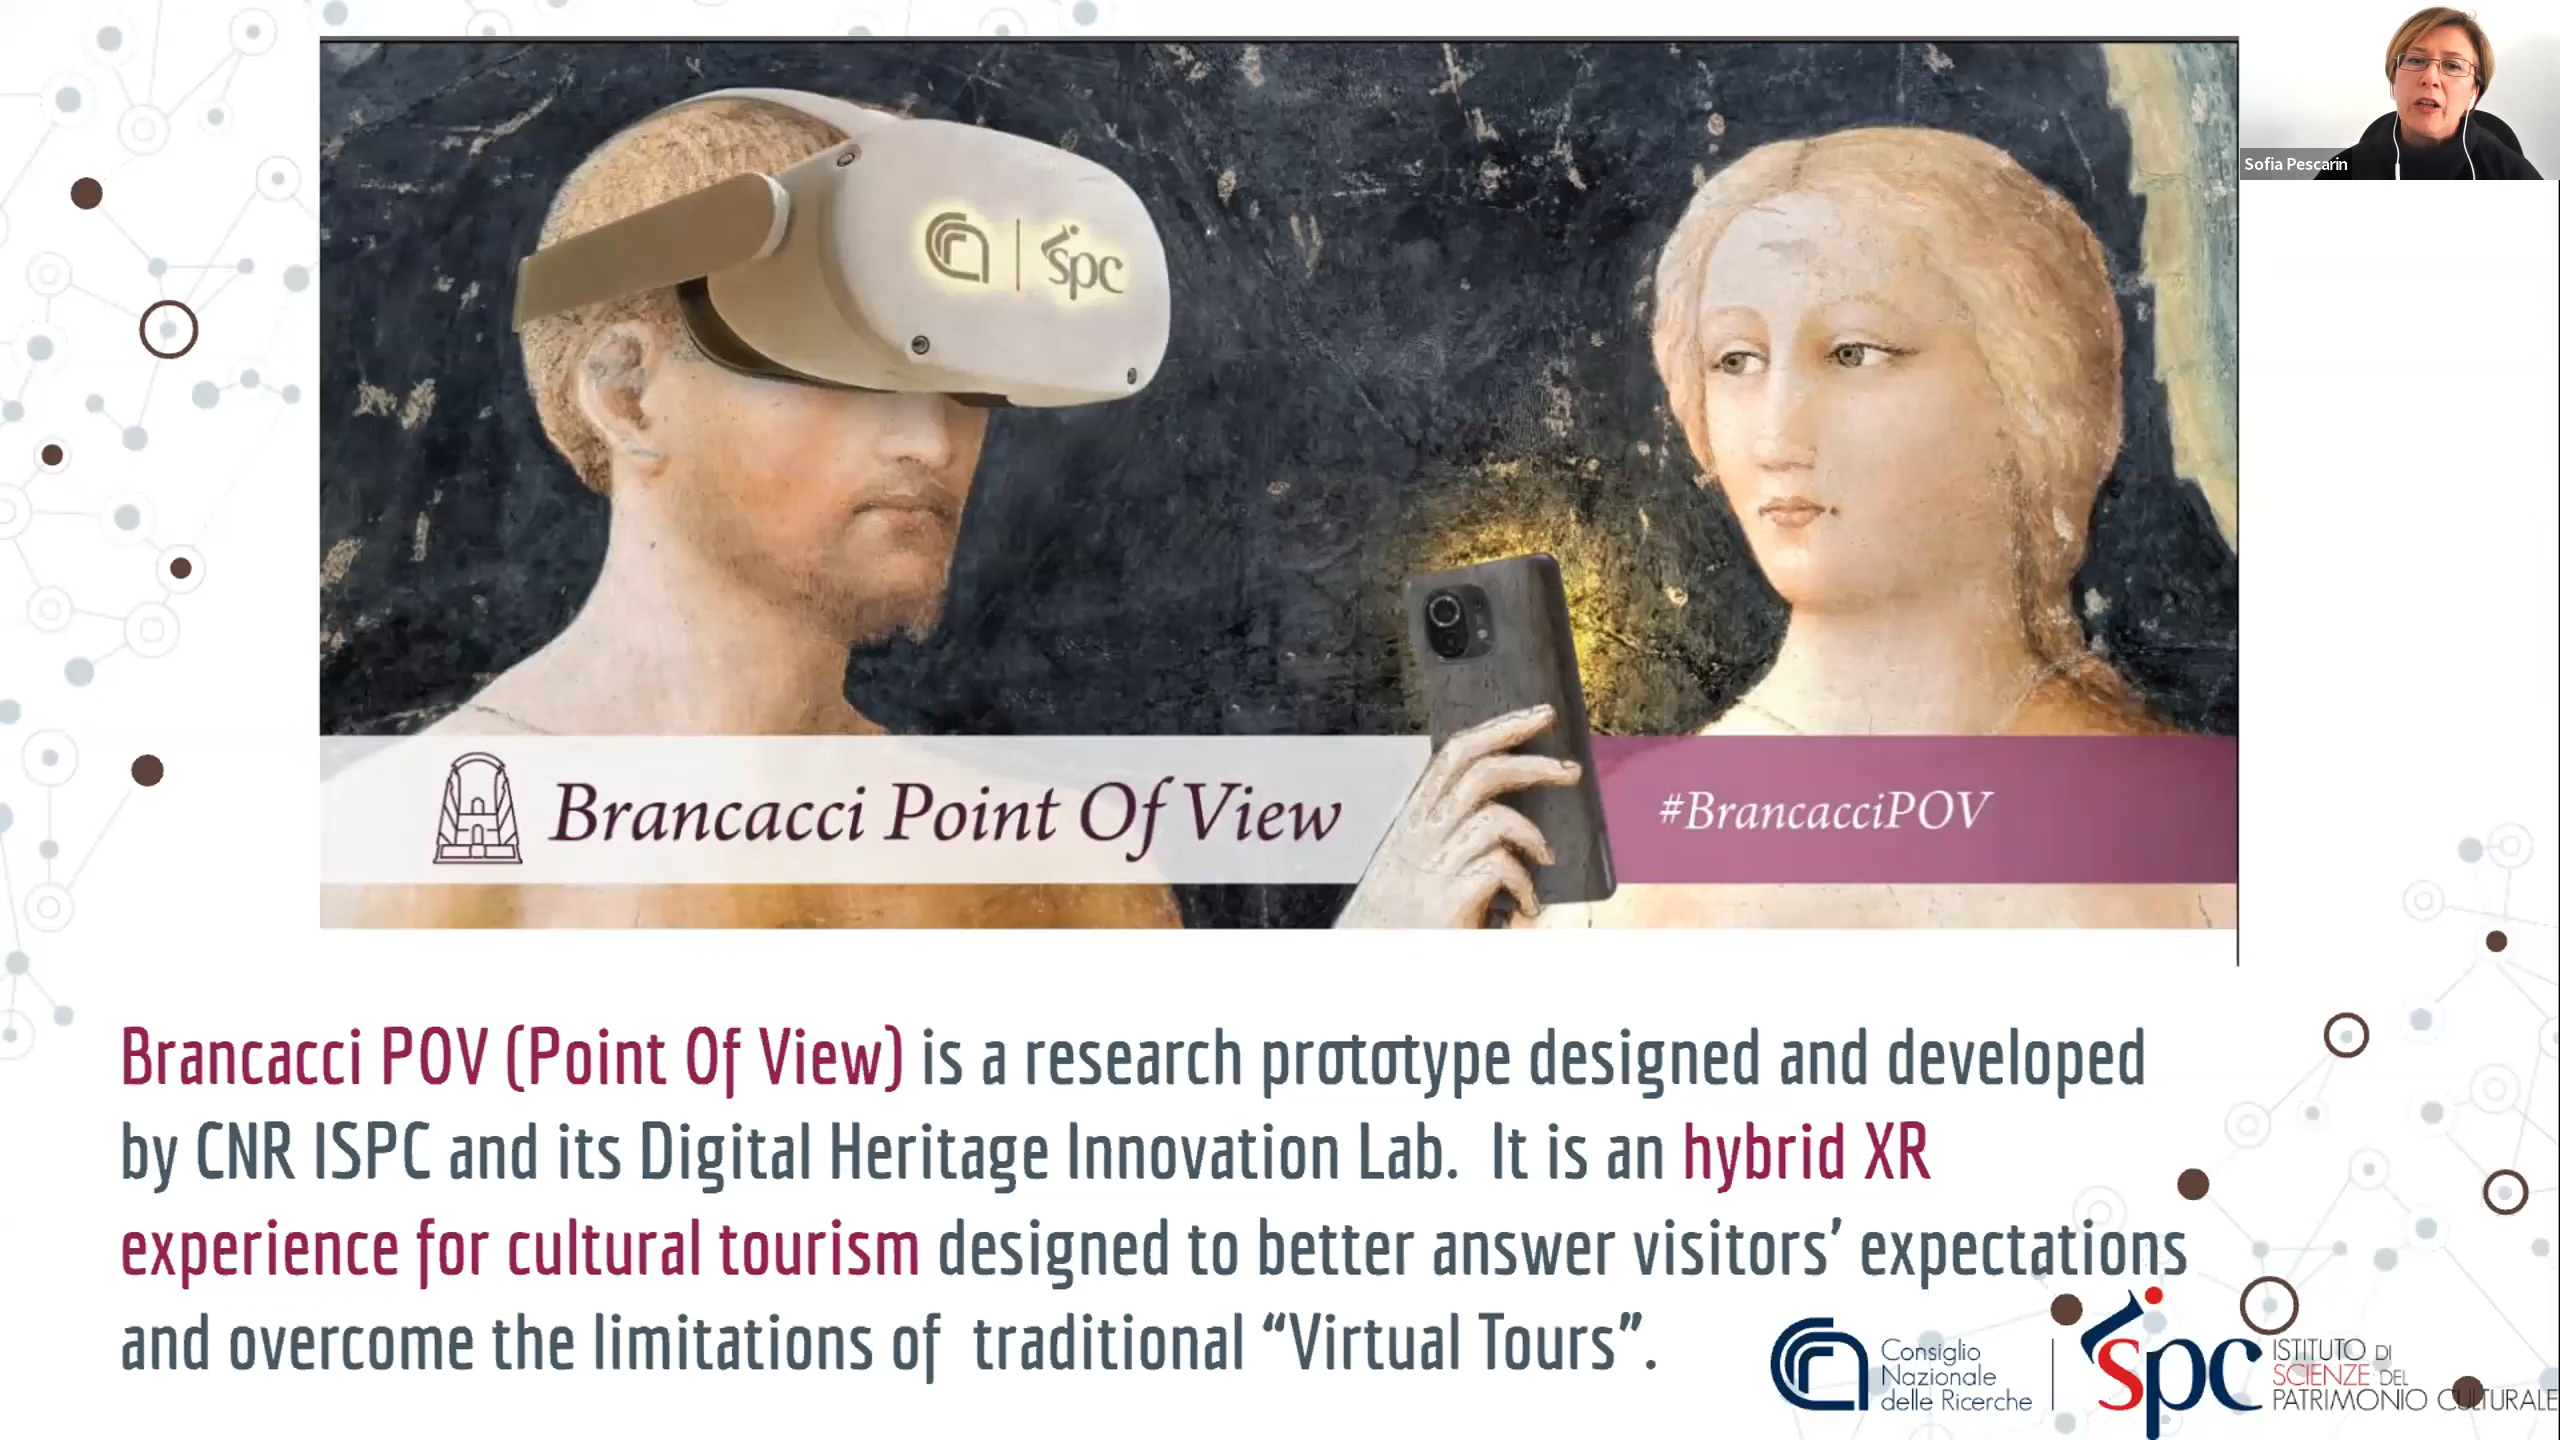 Sofia Pescarin
CNR | ispc
Brancacci Point Of View
#BrancacciPOV
Brancacci POV (Point Of View) is a research prototype designed and developed
by CNR ISPC and its Digital Heritage Innovation Lab. It is an hybrid XR
experience for cultural tourism designed to better answer visitors’ expectations
and overcome the limitations of traditional “Virtual Tours”.
Consiglio
Nazionale
delle Ricerche
ispc
ISTITUTO DI
SCIENZE DEL
PATRIMONIO CULTURALE